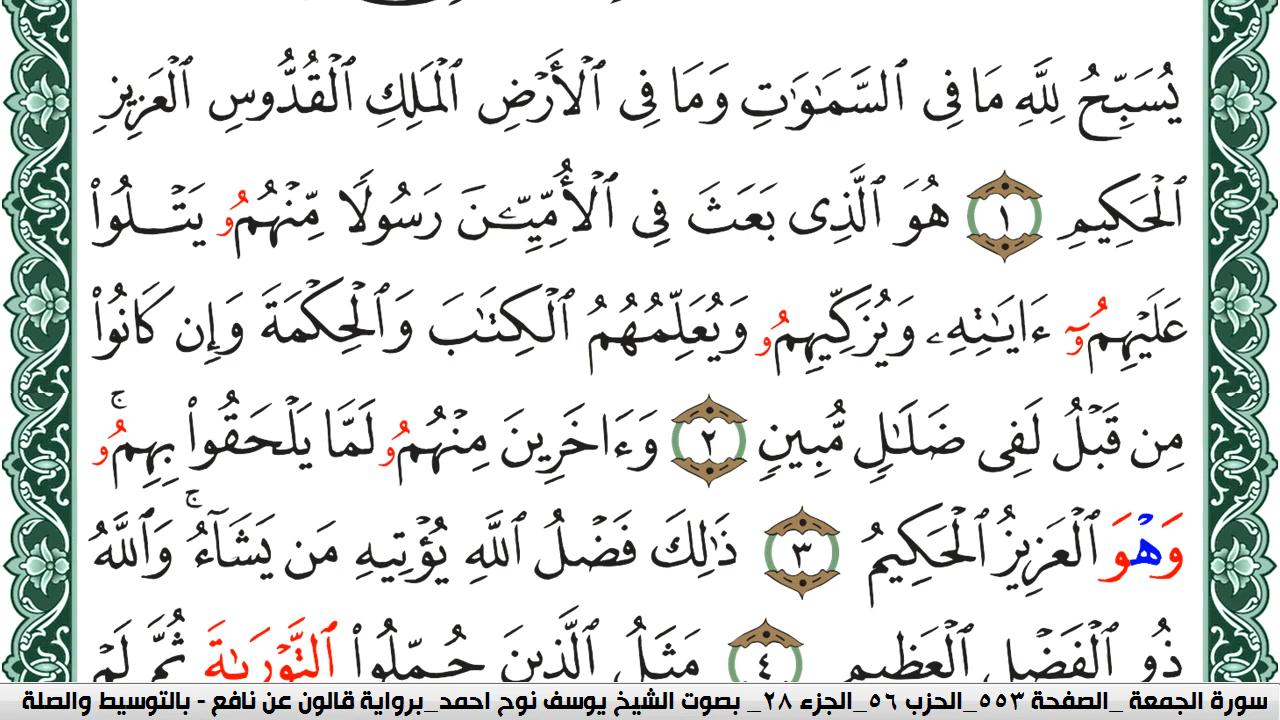 يُسَبِّحُ لِلَّهِ مَا فِى ٱلسَّمَٰوَٰتِ وَمَا فِى ٱلْأَرْضِ ٱلْمَلِكِ ٱلْقُدُّوسِ ٱلْعَزِيزِ
ٱلْحَكِيمِ ١ هُوَ ٱلَّذِى بَعَثَ فِى ٱلْأُمِّيِّـۧنَ رَسُولًا مِّنْهُمُۥ يَتْلُوا۟
عَلَيْهِمُۥٓ ءَايَٰتِهِۦ وَيُزَكِّيهِمُۥ وَيُعَلِّمُهُمُ ٱلْكِتَٰبَ وَٱلْحِكْمَةَ وَإِن كَانُوا۟
مِن قَبْلُ لَفِى ضَلَٰلٍ مُّبِينٍ ٢ وَءَاخَرِينَ مِنْهُمُۥ لَمَّا يَلْحَقُوا۟ بِهِمُۥ ۚ
وَهْوَ ٱلْعَزِيزُ ٱلْحَكِيمُ ٣ ذَٰلِكَ فَضْلُ ٱللَّهِ يُؤْتِيهِ مَن يَشَآءُ ۚ وَٱللَّهُ
ذُو ٱلْفَضْلِ ٱلْعَظِيمِ ٤ مَثَلُ ٱلَّذِينَ حُمِّلُوا۟ ٱلتَّوْرَىٰةَ ثُمَّ لَمْ
سورة الجمعة _الصفحة ٥٥٣_الحزب ٥٦_الجزء ٢٨_ بصوت الشيخ يوسف نوح احمد_برواية قالون عن نافع - بالتوسيط والصلة